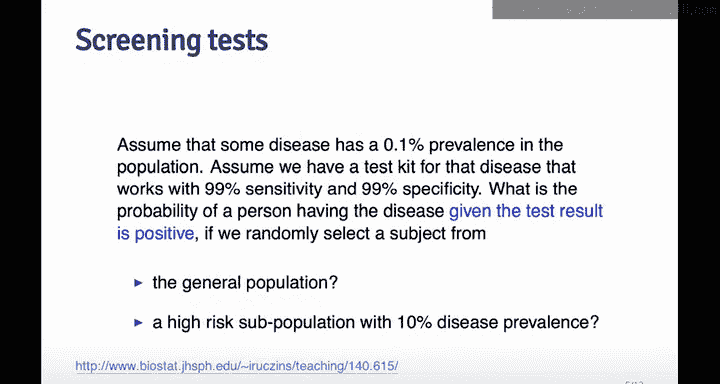 Screening tests
Assume that some disease has a 0.1% prevalence in the
population. Assume we have a test kit for that disease that
works with 99% sensitivity and 99% specificity. What is the
probability of a person having the disease given the test result
is positive, if we randomly select a subject from
▶ the general population?
▶ a high risk sub-population with 10% disease prevalence?
http://www.biostat.jhsph.edu/~iruczins/teaching/140.615/